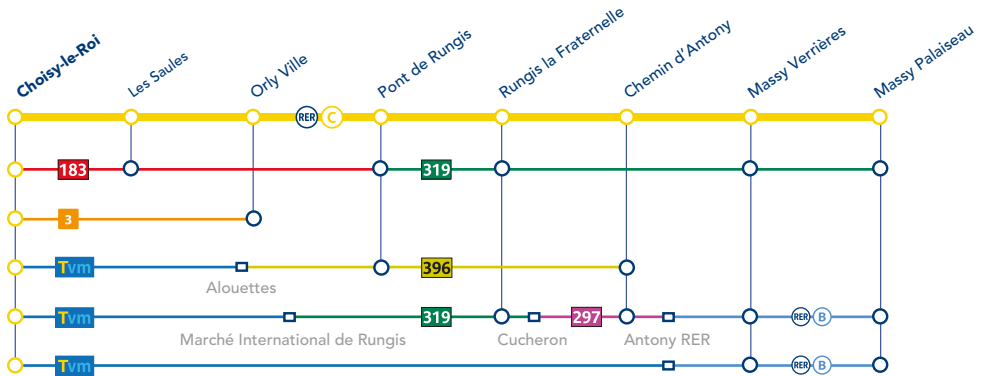 Choisy-le-Roi
Les Saules
Orly Ville
Pont de Rungis
Rungis la Fraternelle
Chemin d'Antony
Massy Verrières
Massy Palaiseau
RER C
183
319
3
Tvm
396
Alouettes
Tvm
319
297
RER B
Marché International de Rungis
Cucheron
Antony RER
Tvm
RER B